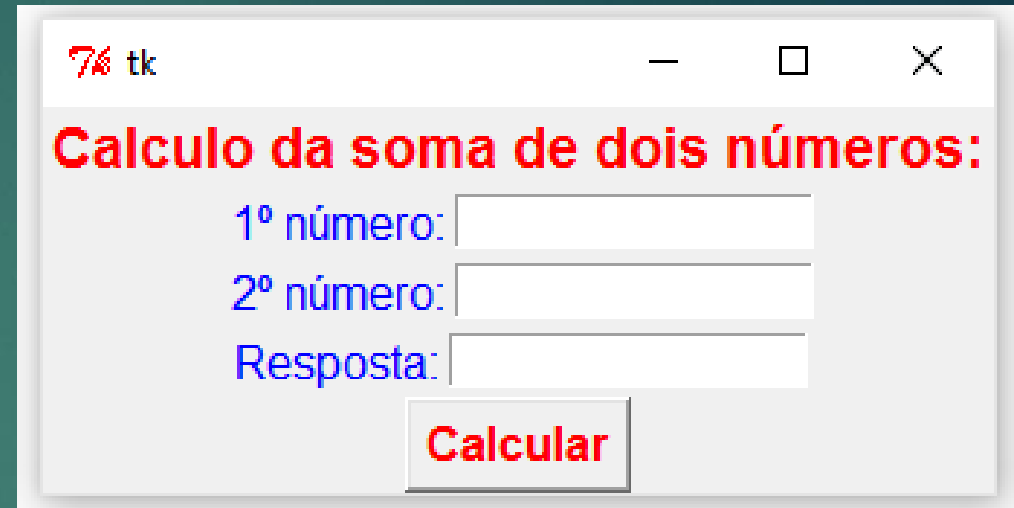 tk
Calculo da soma de dois números:
1º número:
2º número:
Resposta:
Calcular